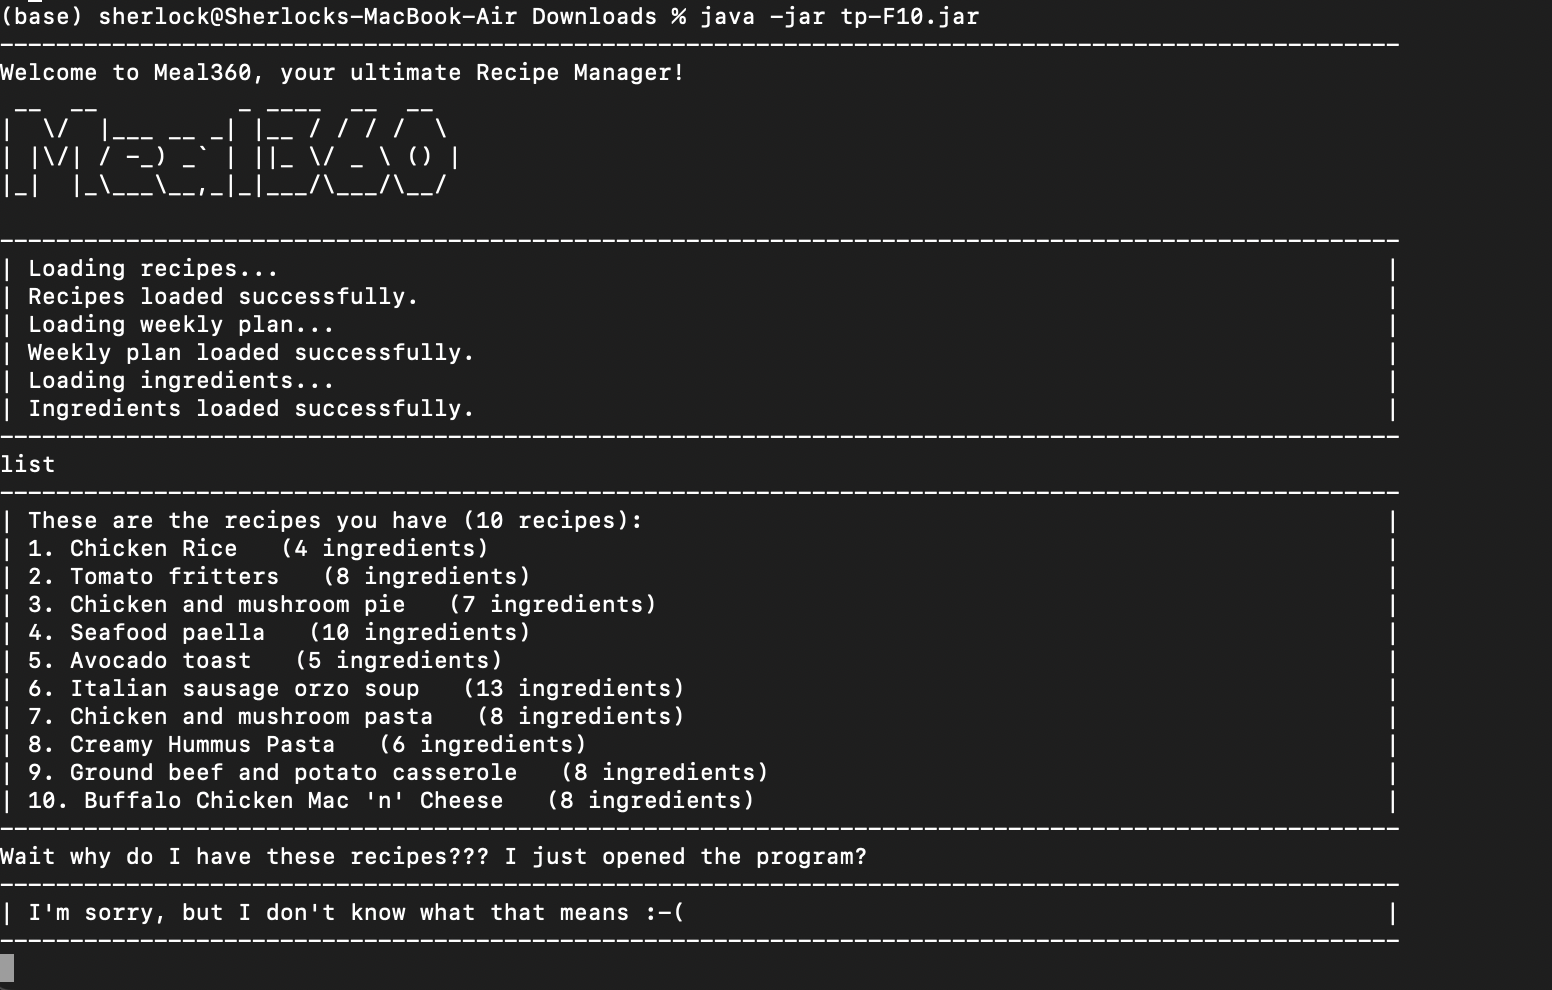 (base) sherlock@Sherlocks-MacBook-Air Downloads % java -jar tp-F10.jar
----------------------------------------------------------------------------------------------------
Welcome to Meal360, your ultimate Recipe Manager!
 __  __          _ ____  __  __
|  \/  |___ __ _| |__ / / / /  \
| |\/| / -_) _` | ||_ \/ _ \ () |
|_|  |_\___\__,_|_|___/\___/\__/

----------------------------------------------------------------------------------------------------
| Loading recipes...                                                                               |
| Recipes loaded successfully.                                                                     |
| Loading weekly plan...                                                                           |
| Weekly plan loaded successfully.                                                                 |
| Loading ingredients...                                                                           |
| Ingredients loaded successfully.                                                                 |
----------------------------------------------------------------------------------------------------
list
----------------------------------------------------------------------------------------------------
| These are the recipes you have (10 recipes):                                                     |
| 1. Chicken Rice   (4 ingredients)                                                                |
| 2. Tomato fritters   (8 ingredients)                                                             |
| 3. Chicken and mushroom pie   (7 ingredients)                                                    |
| 4. Seafood paella   (10 ingredients)                                                             |
| 5. Avocado toast   (5 ingredients)                                                               |
| 6. Italian sausage orzo soup   (13 ingredients)                                                  |
| 7. Chicken and mushroom pasta   (8 ingredients)                                                  |
| 8. Creamy Hummus Pasta   (6 ingredients)                                                         |
| 9. Ground beef and potato casserole   (8 ingredients)                                            |
| 10. Buffalo Chicken Mac 'n' Cheese   (8 ingredients)                                             |
----------------------------------------------------------------------------------------------------
Wait why do I have these recipes??? I just opened the program?
----------------------------------------------------------------------------------------------------
| I'm sorry, but I don't know what that means :-(                                                  |
----------------------------------------------------------------------------------------------------